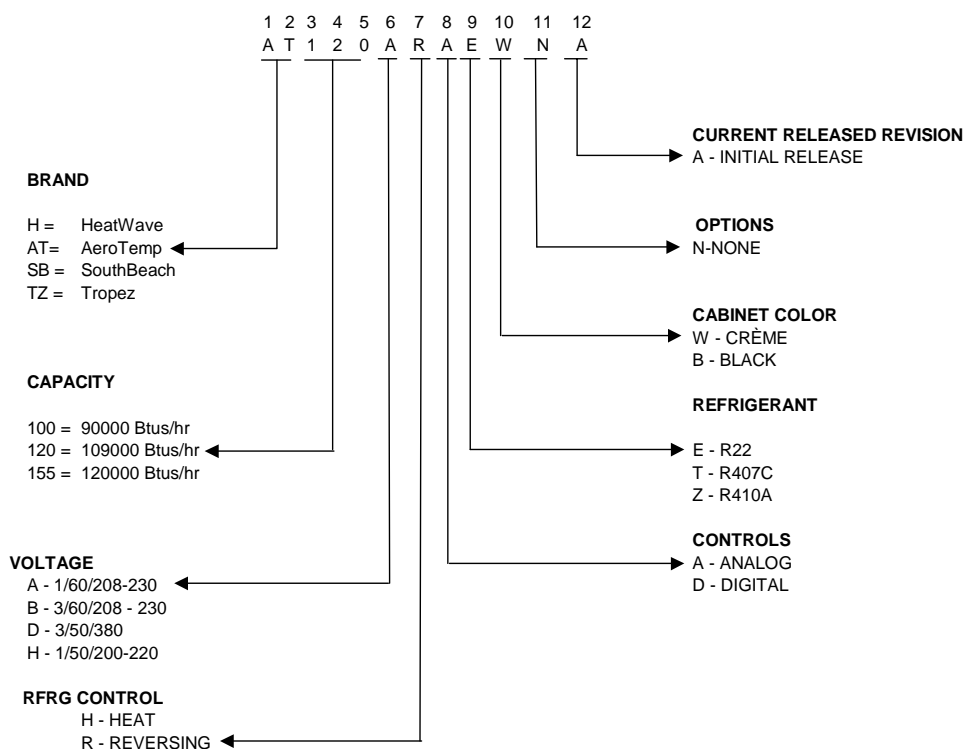 1 2 3 4 5 6 7 8 9 10 11 12
A T 1 2 0 A R A E W N A
CURRENT RELEASED REVISION
A - INITIAL RELEASE
BRAND
H = HeatWave
AT= AeroTemp
SB = SouthBeach
TZ = Tropez
OPTIONS
N-NONE
CABINET COLOR
W - CRÈME
B - BLACK
CAPACITY
100 = 90000 Btus/hr
120 = 109000 Btus/hr
155 = 120000 Btus/hr
REFRIGERANT
E - R22
T - R407C
Z - R410A
CONTROLS
A - ANALOG
D - DIGITAL
VOLTAGE
A - 1/60/208-230
B - 3/60/208 - 230
D - 3/50/380
H - 1/50/200-220
RFRG CONTROL
H - HEAT
R - REVERSING